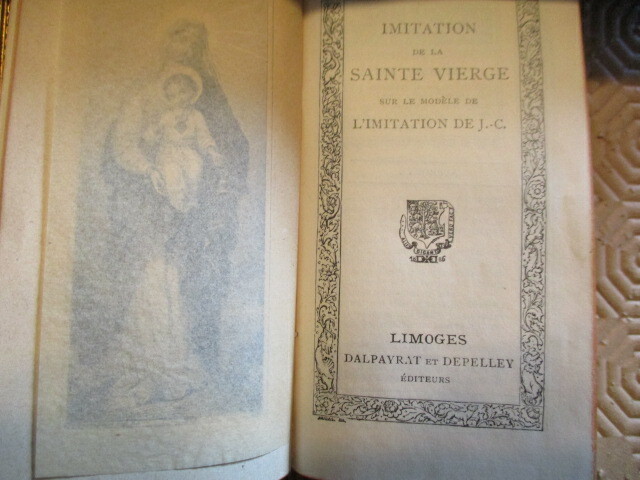 IMITATION
DE LA
SAINTE VIERGE
SUR LE MODÈLE DE
L'IMITATION DE J.-C.
LIMOGES
DALPAYRAT ET DEPELLEY
ÉDITEURS